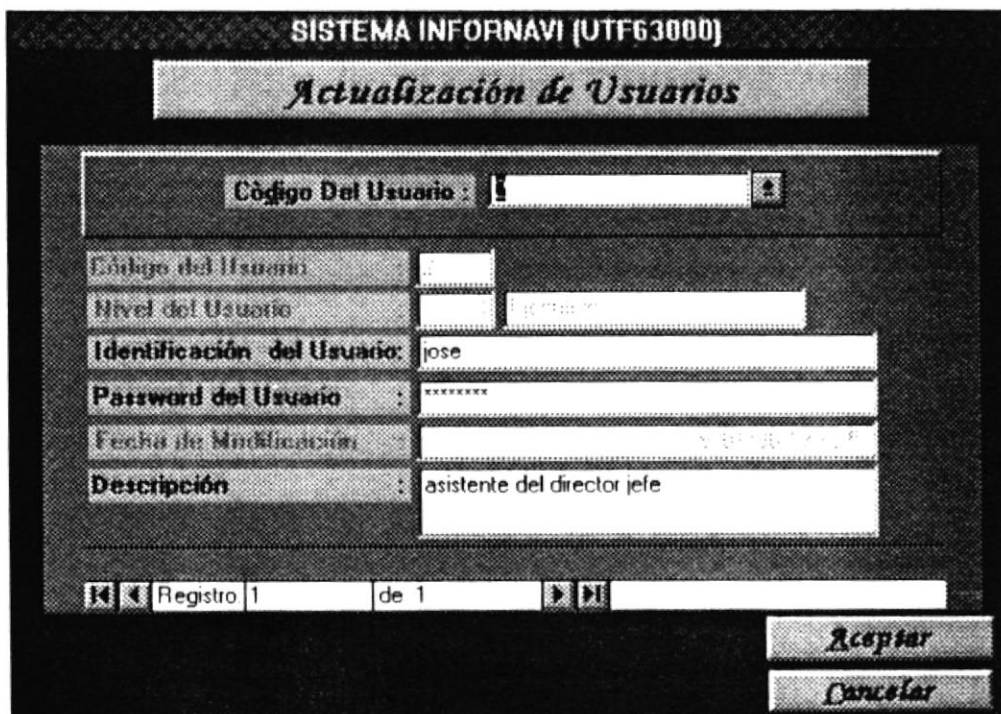 SISTEMA INFORNAVI (UTF63000)
Actualización de Usuarios
Còdigo Del Usuario :
Código del Usuario :
Nivel del Usuario :
Identificación del Usuario: jose
Password del Usuario : ********
Fecha de Modificación :
Descripción : asistente del director jefe
Registro 1 de 1
Aceptar
Cancelar